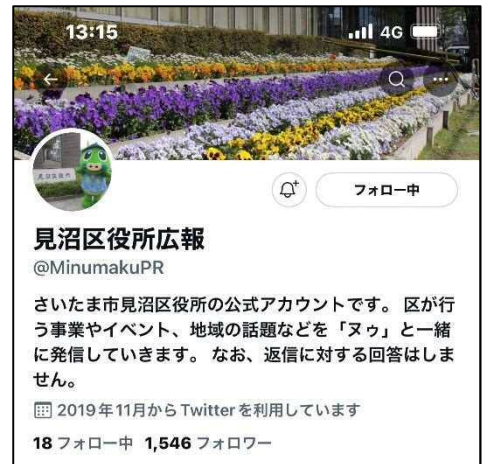 13:15
4G
見沼区役所
フォロー中
見沼区役所広報
@MinumakuPR
さいたま市見沼区役所の公式アカウントです。 区が行
う事業やイベント、地域の話題などを「ヌゥ」と一緒
に発信していきます。 なお、返信に対する回答はしま
せん。
2019年11月からTwitterを利用しています
18 フォロー中 1,546 フォロワー